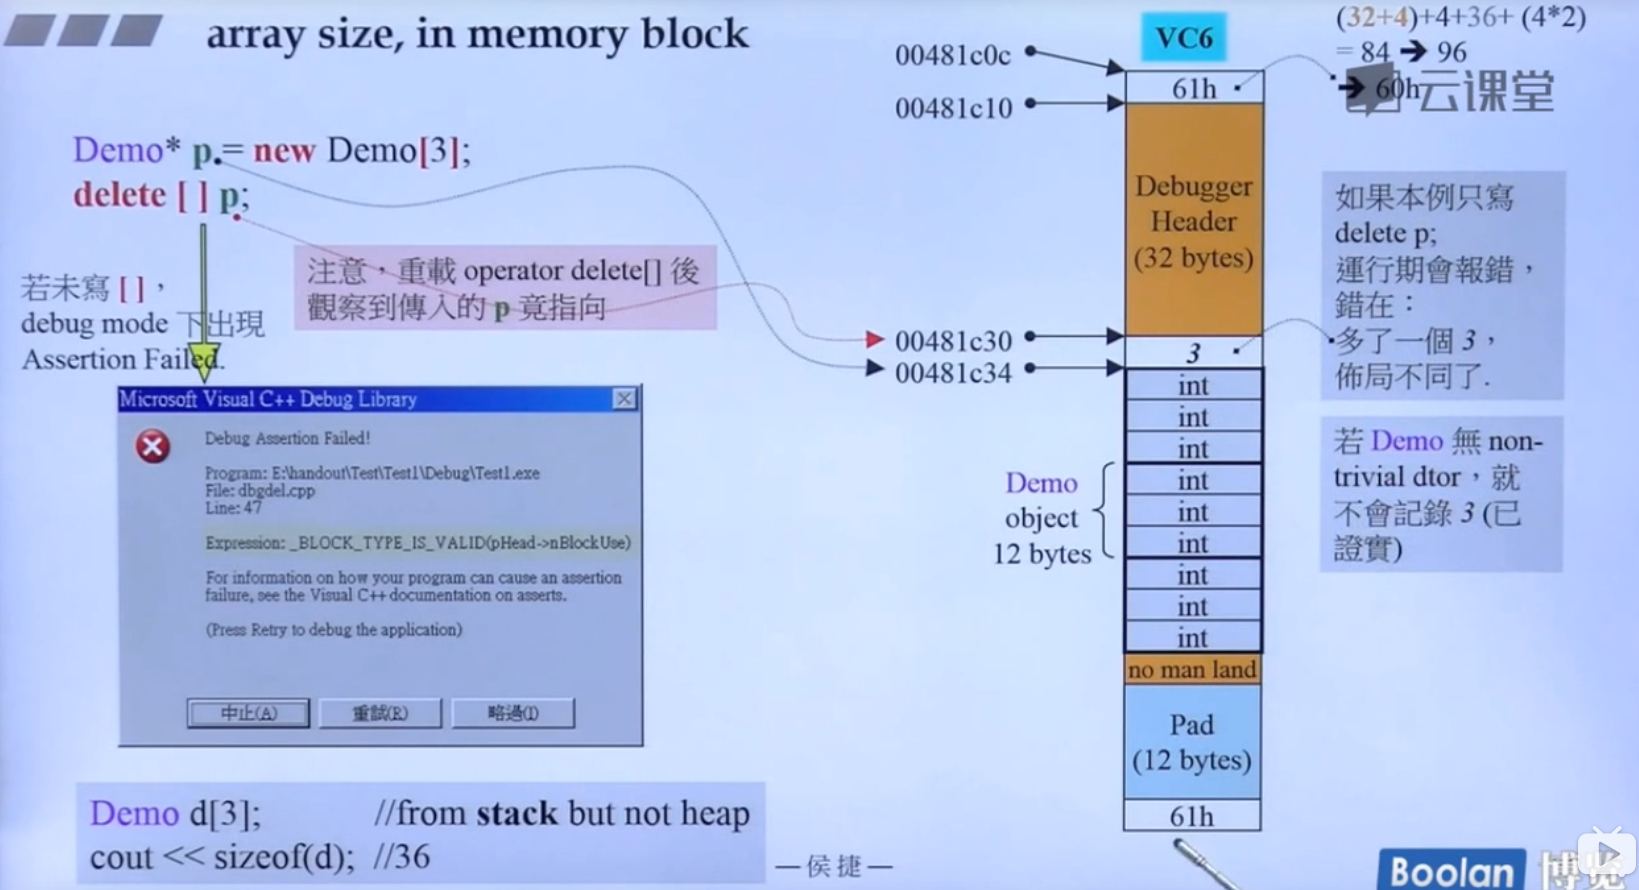 array size, in memory block
Demo* p = new Demo[3];
delete [ ] p;
若未寫 [ ]，
debug mode 下出現
Assertion Failed.
注意，重載 operator delete[] 後
觀察到傳入的 p 竟指向
Microsoft Visual C++ Debug Library
Debug Assertion Failed!
Program: E:\handout\Test\Test1\Debug\Test1.exe
File: dbgdel.cpp
Line: 47
Expression: _BLOCK_TYPE_IS_VALID(pHead->nBlockUse)
For information on how your program can cause an assertion
failure, see the Visual C++ documentation on asserts.
(Press Retry to debug the application)
中止(A)
重試(R)
略過(I)
Demo d[3]; //from stack but not heap
cout << sizeof(d); //36
—侯捷—
VC6
00481c0c
00481c10
00481c30
00481c34
61h
Debugger
Header
(32 bytes)
3
int
int
int
int
int
int
int
int
int
no man land
Pad
(12 bytes)
61h
Demo
object
12 bytes
(32+4)+4+36+ (4*2)
= 84 ➔ 96
➔ 60h
云课堂
如果本例只寫
delete p;
運行期會報錯，
錯在：
多了一個 3，
佈局不同了.
若 Demo 無 non-
trivial dtor，就
不會記錄 3 (已
證實)
Boolan
博览